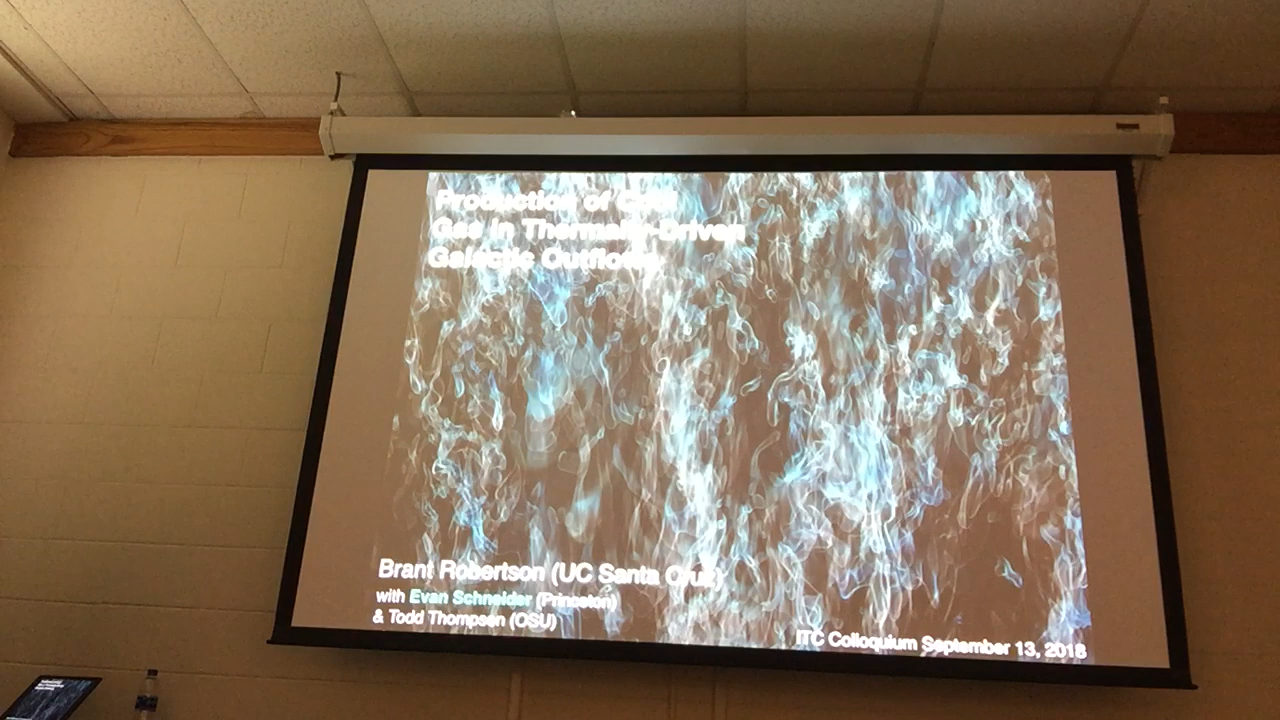 Production of Cool
Gas in Thermally-Driven
Galactic Outflows
Brant Robertson (UC Santa Cruz)
with Evan Schneider (Princeton)
& Todd Thompson (OSU)
ITC Colloquium September 13, 2018